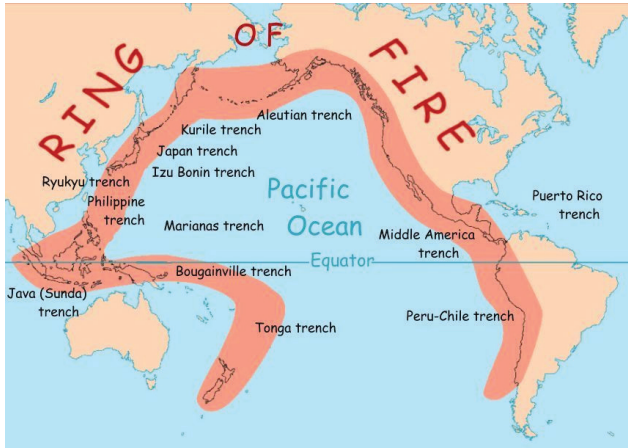 RING OF FIRE
Aleutian trench
Kurile trench
Japan trench
Izu Bonin trench
Ryukyu trench
Philippine
trench
Marianas trench
Pacific
Ocean
Puerto Rico
trench
Middle America
trench
Equator
Bougainville trench
Java (Sunda)
trench
Tonga trench
Peru-Chile trench